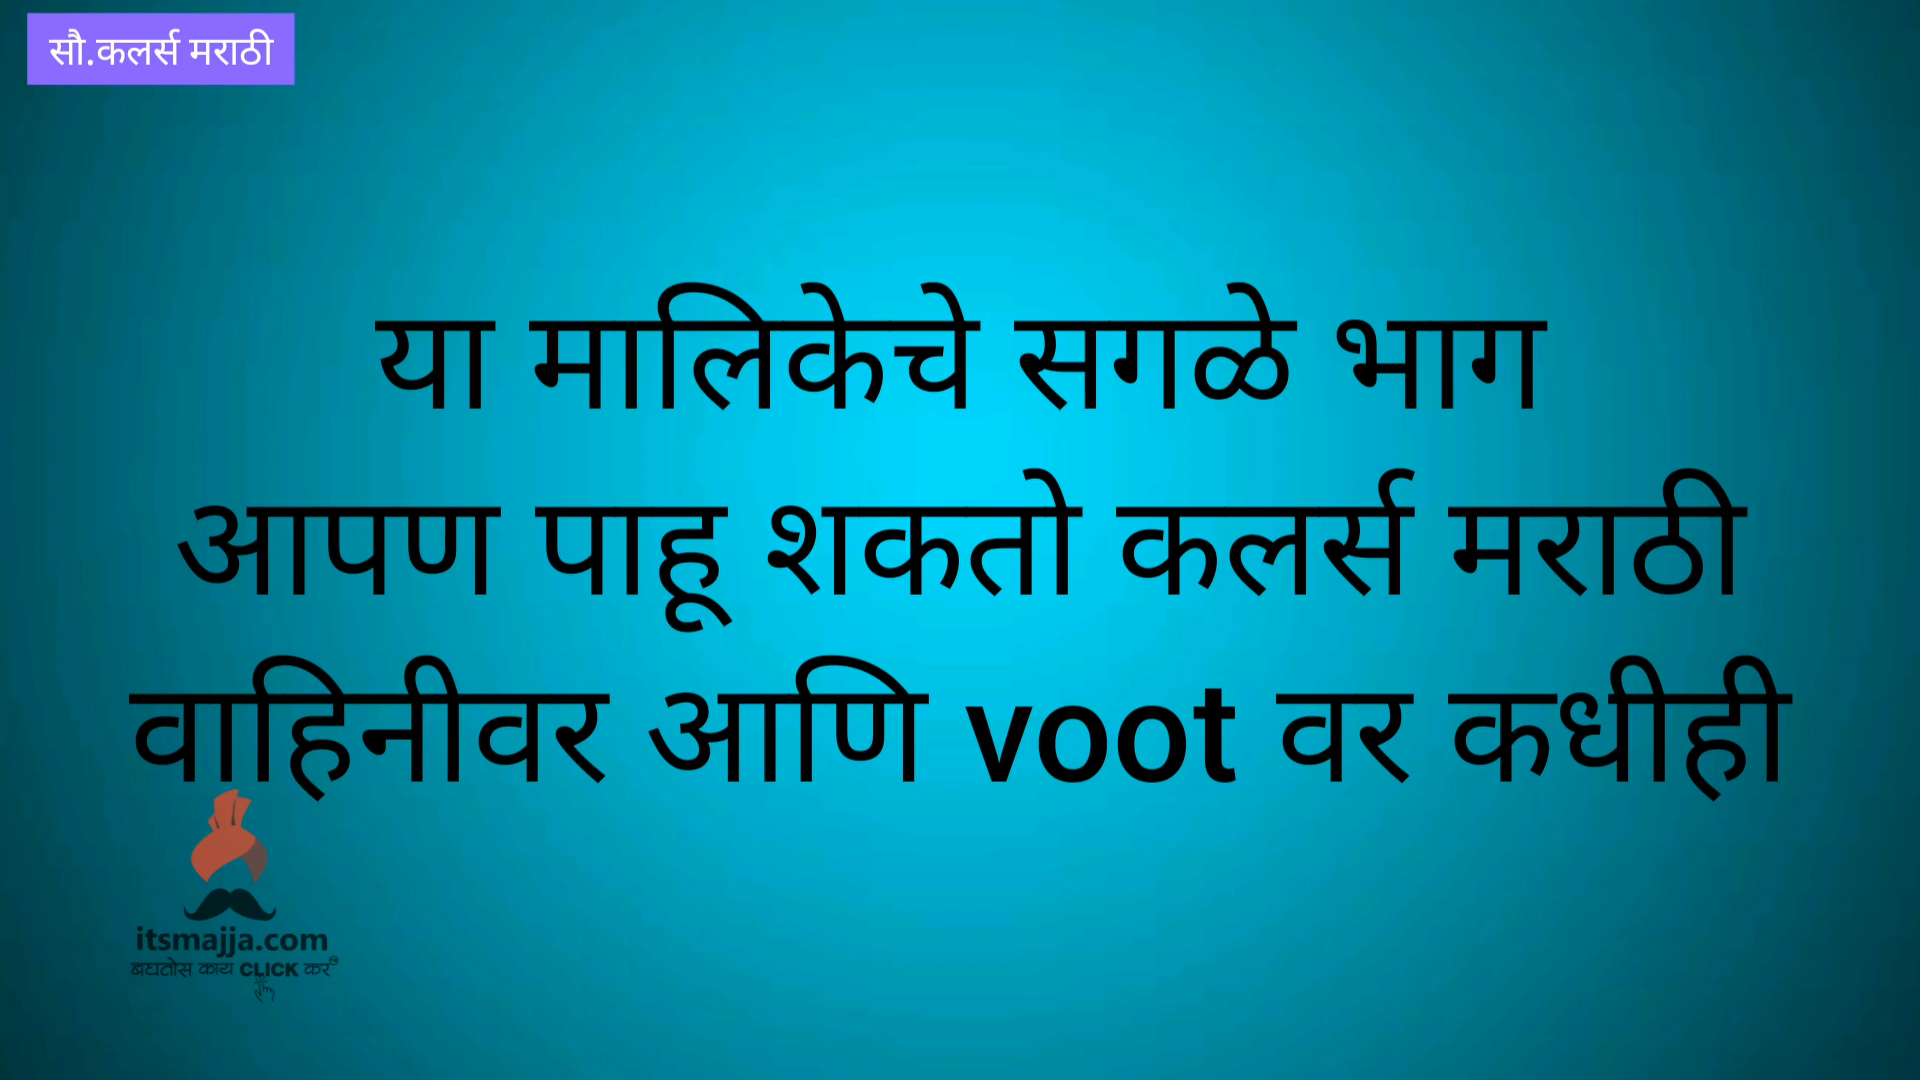 सौ.कलर्स मराठी
या मालिकेचे सगळे भाग
आपण पाहू शकतो कलर्स मराठी
वाहिनीवर आणि voot वर कधीही
itsmajja.com
बघतोस काय CLICK कर